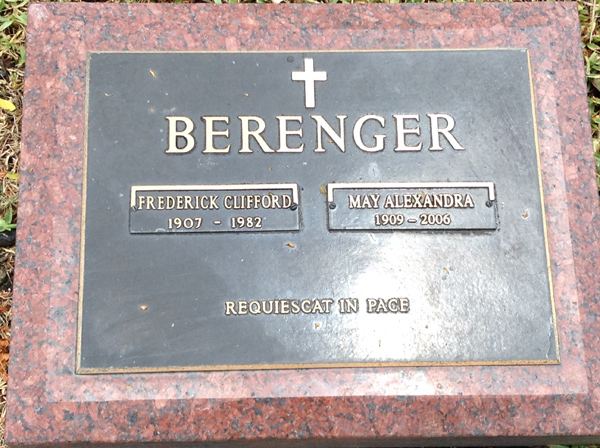 BERENGER
FREDERICK CLIFFORD
1907 - 1982
MAY ALEXANDRA
1909 - 2006
REQUIESCAT IN PACE